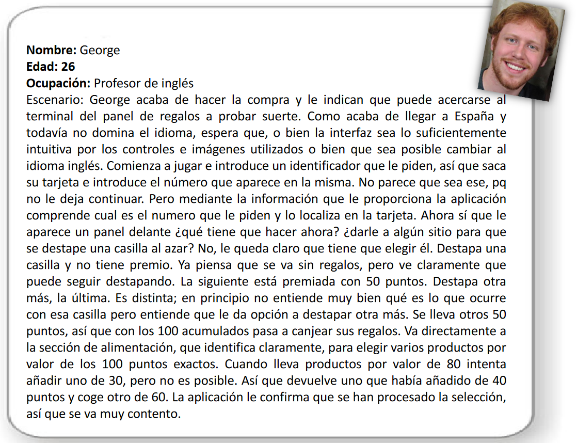 Nombre: George
Edad: 26
Ocupación: Profesor de inglés
Escenario: George acaba de hacer la compra y le indican que puede acercarse al
terminal del panel de regalos a probar suerte. Como acaba de llegar a España y
todavía no domina el idioma, espera que, o bien la interfaz sea lo suficientemente
intuitiva por los controles e imágenes utilizados o bien que sea posible cambiar al
idioma inglés. Comienza a jugar e introduce un identificador que le piden, así que saca
su tarjeta e introduce el número que aparece en la misma. No parece que sea ese, pq
no le deja continuar. Pero mediante la información que le proporciona la aplicación
comprende cual es el numero que le piden y lo localiza en la tarjeta. Ahora sí que le
aparece un panel delante ¿qué tiene que hacer ahora? ¿darle a algún sitio para que
se destape una casilla al azar? No, le queda claro que tiene que elegir él. Destapa una
casilla y no tiene premio. Ya piensa que se va sin regalos, pero ve claramente que
puede seguir destapando. La siguiente está premiada con 50 puntos. Destapa otra
más, la última. Es distinta; en principio no entiende muy bien qué es lo que ocurre
con esa casilla pero entiende que le da opción a destapar otra más. Se lleva otros 50
puntos, así que con los 100 acumulados pasa a canjear sus regalos. Va directamente a
la sección de alimentación, que identifica claramente, para elegir varios productos por
valor de los 100 puntos exactos. Cuando lleva productos por valor de 80 intenta
añadir uno de 30, pero no es posible. Así que devuelve uno que había añadido de 40
puntos y coge otro de 60. La aplicación le confirma que se han procesado la selección,
así que se va muy contento.